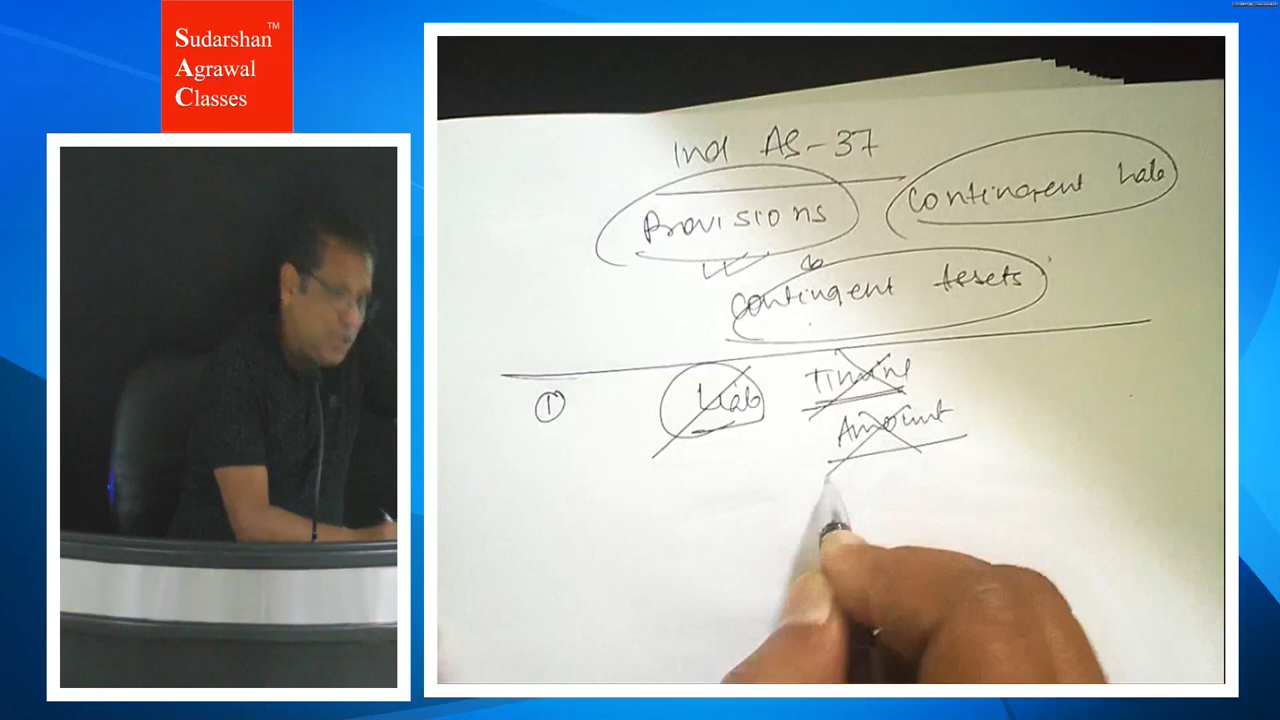 Sudarshan™
Agrawal
Classes
Ind AS-37
Provisions
Contingent Liab
Contingent Assets
① Liab Timing
Amount